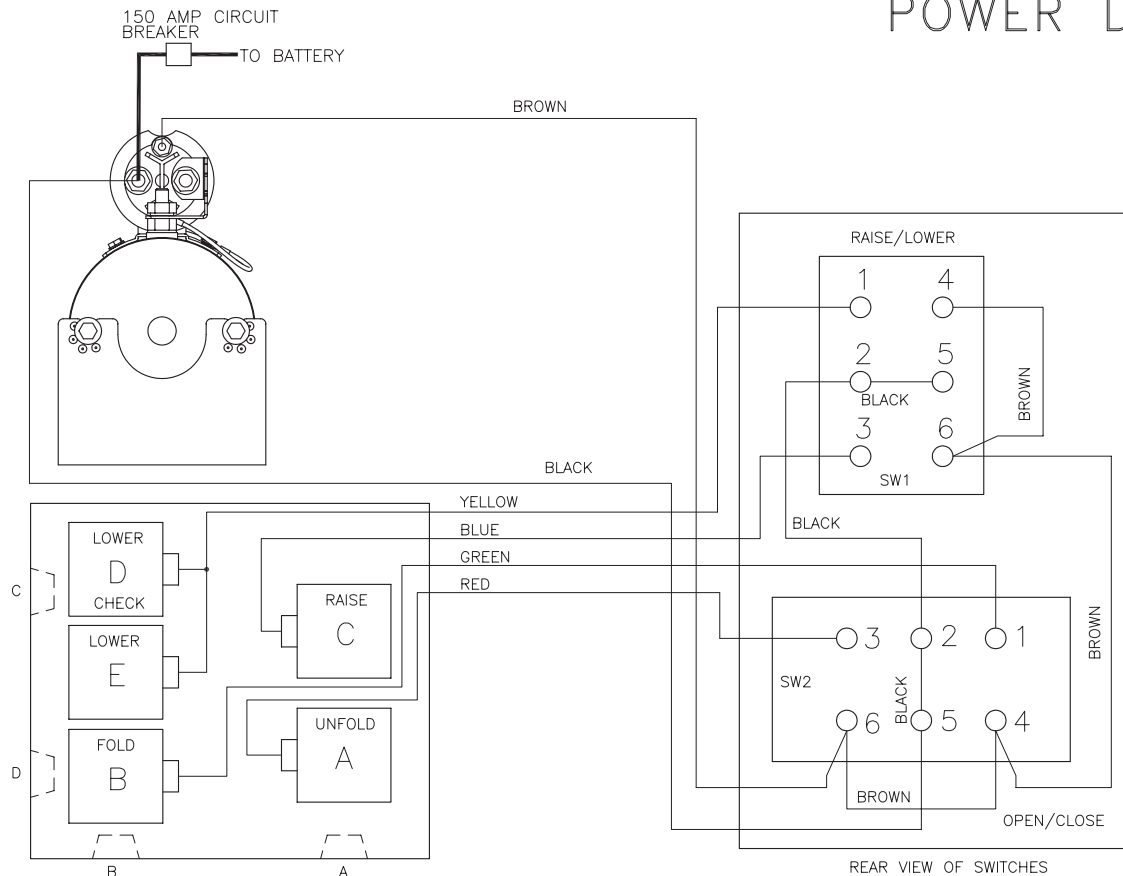 POWER D
150 AMP CIRCUIT
BREAKER
TO BATTERY
BROWN
RAISE/LOWER
1 4
2 5
BLACK
3 6
SW1
BROWN
BLACK
YELLOW
BLUE
GREEN
RED
BLACK
LOWER
D
CHECK
C
LOWER
E
RAISE
C
FOLD
B
D
UNFOLD
A
B
A
3 2 1
SW2
BLACK
6 5 4
BROWN
BROWN
OPEN/CLOSE
REAR VIEW OF SWITCHES